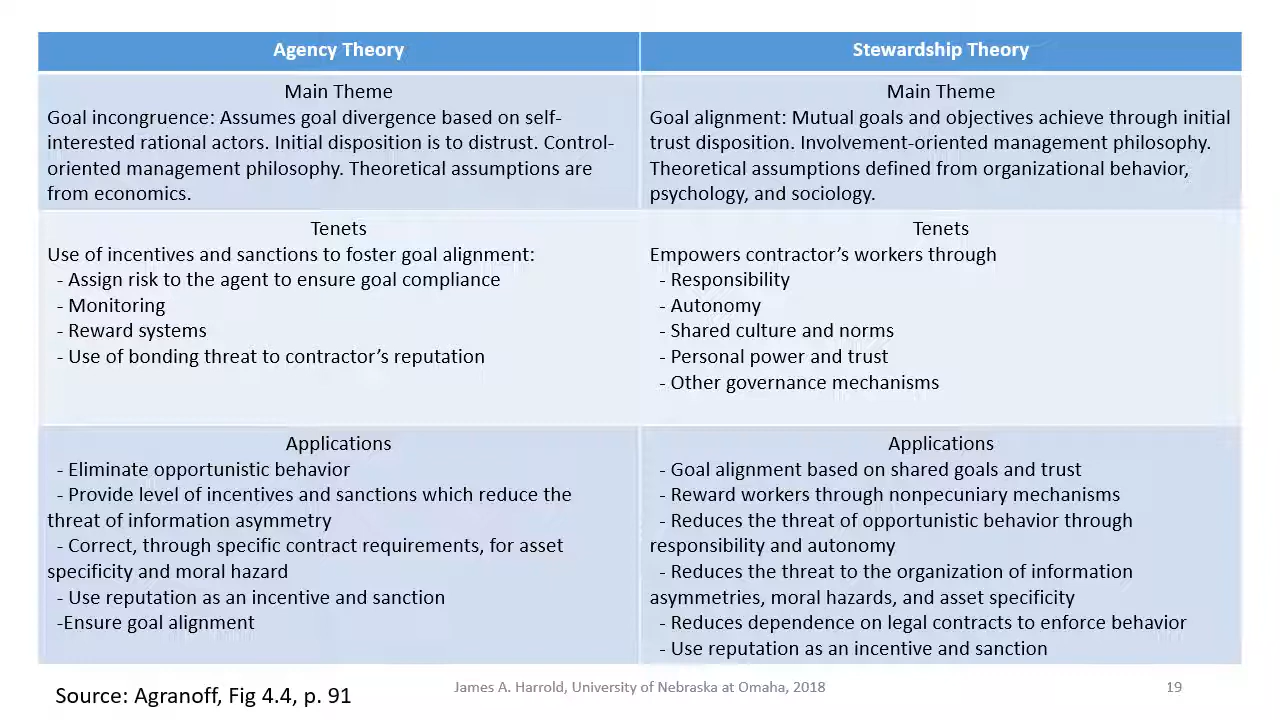 Agency Theory
Stewardship Theory
Main Theme
Goal incongruence: Assumes goal divergence based on self-
interested rational actors. Initial disposition is to distrust. Control-
oriented management philosophy. Theoretical assumptions are
from economics.
Main Theme
Goal alignment: Mutual goals and objectives achieve through initial
trust disposition. Involvement-oriented management philosophy.
Theoretical assumptions defined from organizational behavior,
psychology, and sociology.
Tenets
Use of incentives and sanctions to foster goal alignment:
- Assign risk to the agent to ensure goal compliance
- Monitoring
- Reward systems
- Use of bonding threat to contractor’s reputation
Tenets
Empowers contractor’s workers through
- Responsibility
- Autonomy
- Shared culture and norms
- Personal power and trust
- Other governance mechanisms
Applications
- Eliminate opportunistic behavior
- Provide level of incentives and sanctions which reduce the
threat of information asymmetry
- Correct, through specific contract requirements, for asset
specificity and moral hazard
- Use reputation as an incentive and sanction
-Ensure goal alignment
Applications
- Goal alignment based on shared goals and trust
- Reward workers through nonpecuniary mechanisms
- Reduces the threat of opportunistic behavior through
responsibility and autonomy
- Reduces the threat to the organization of information
asymmetries, moral hazards, and asset specificity
- Reduces dependence on legal contracts to enforce behavior
- Use reputation as an incentive and sanction
Source: Agranoff, Fig 4.4, p. 91
James A. Harrold, University of Nebraska at Omaha, 2018
19